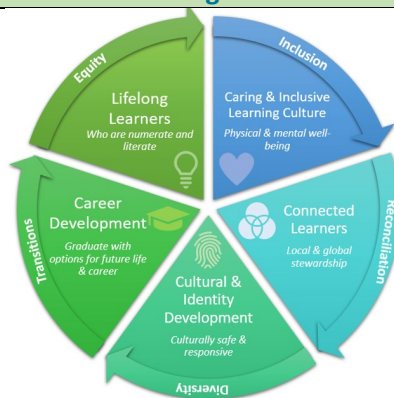 Equity
Lifelong
Learners
Who are numerate and
literate
Inclusion
Caring & Inclusive
Learning Culture
Physical & mental well-
being
Reconciliation
Connected
Learners
Local & global
stewardship
Diversity
Cultural &
Identity
Development
Culturally safe &
responsive
Transitions
Career
Development
Graduate with
options for future life
& career